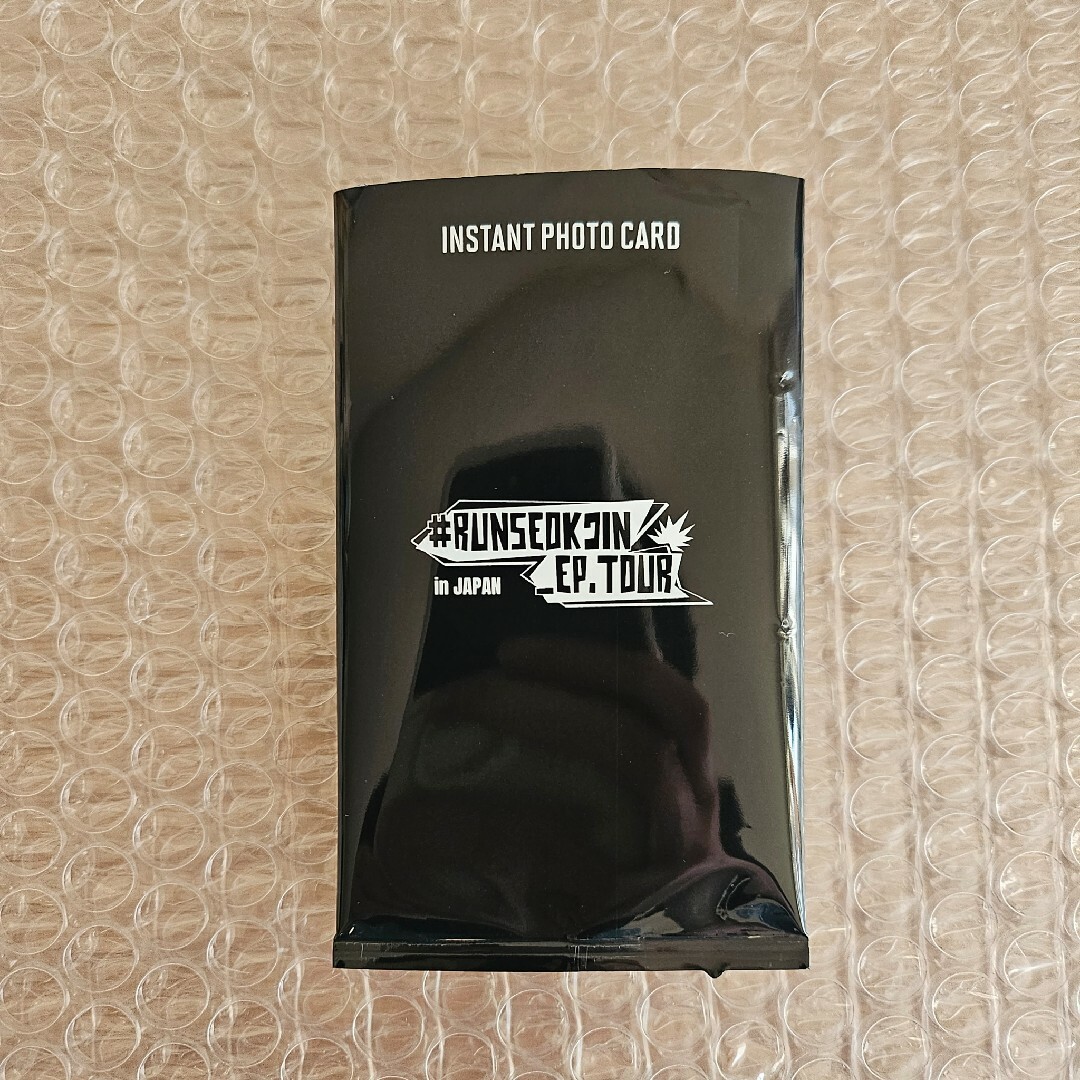 INSTANT PHOTO CARD
#RUNSEOKJIN
_EP.TOUR
in JAPAN